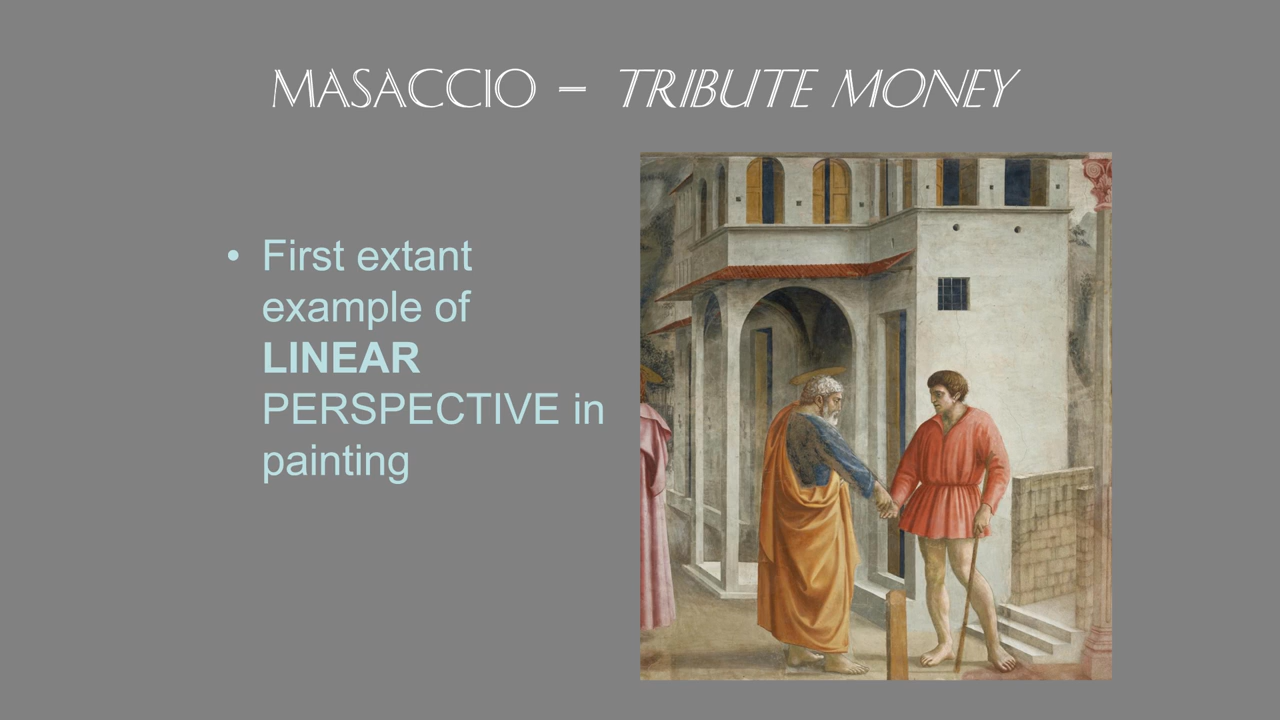 MASACCIO – TRIBUTE MONEY
• First extant
example of
LINEAR
PERSPECTIVE in
painting